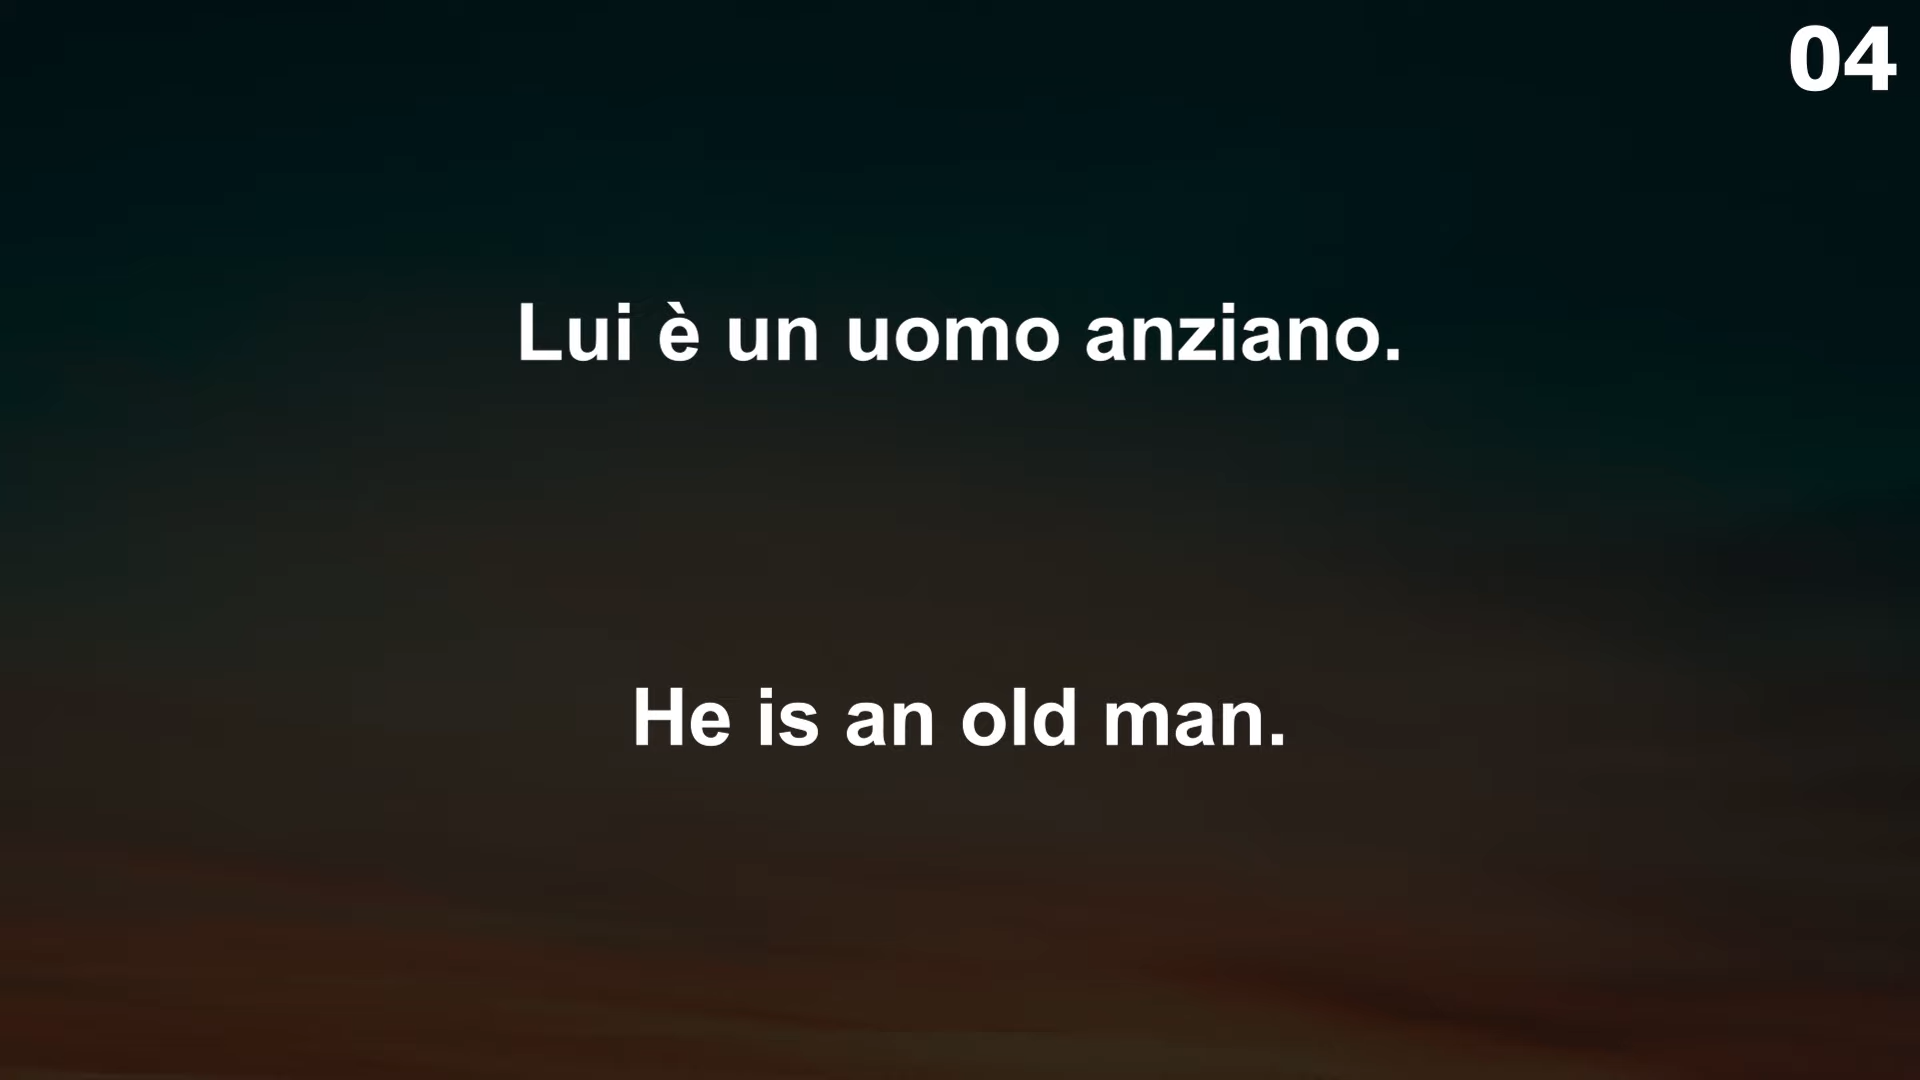 04
Lui è un uomo anziano.
He is an old man.